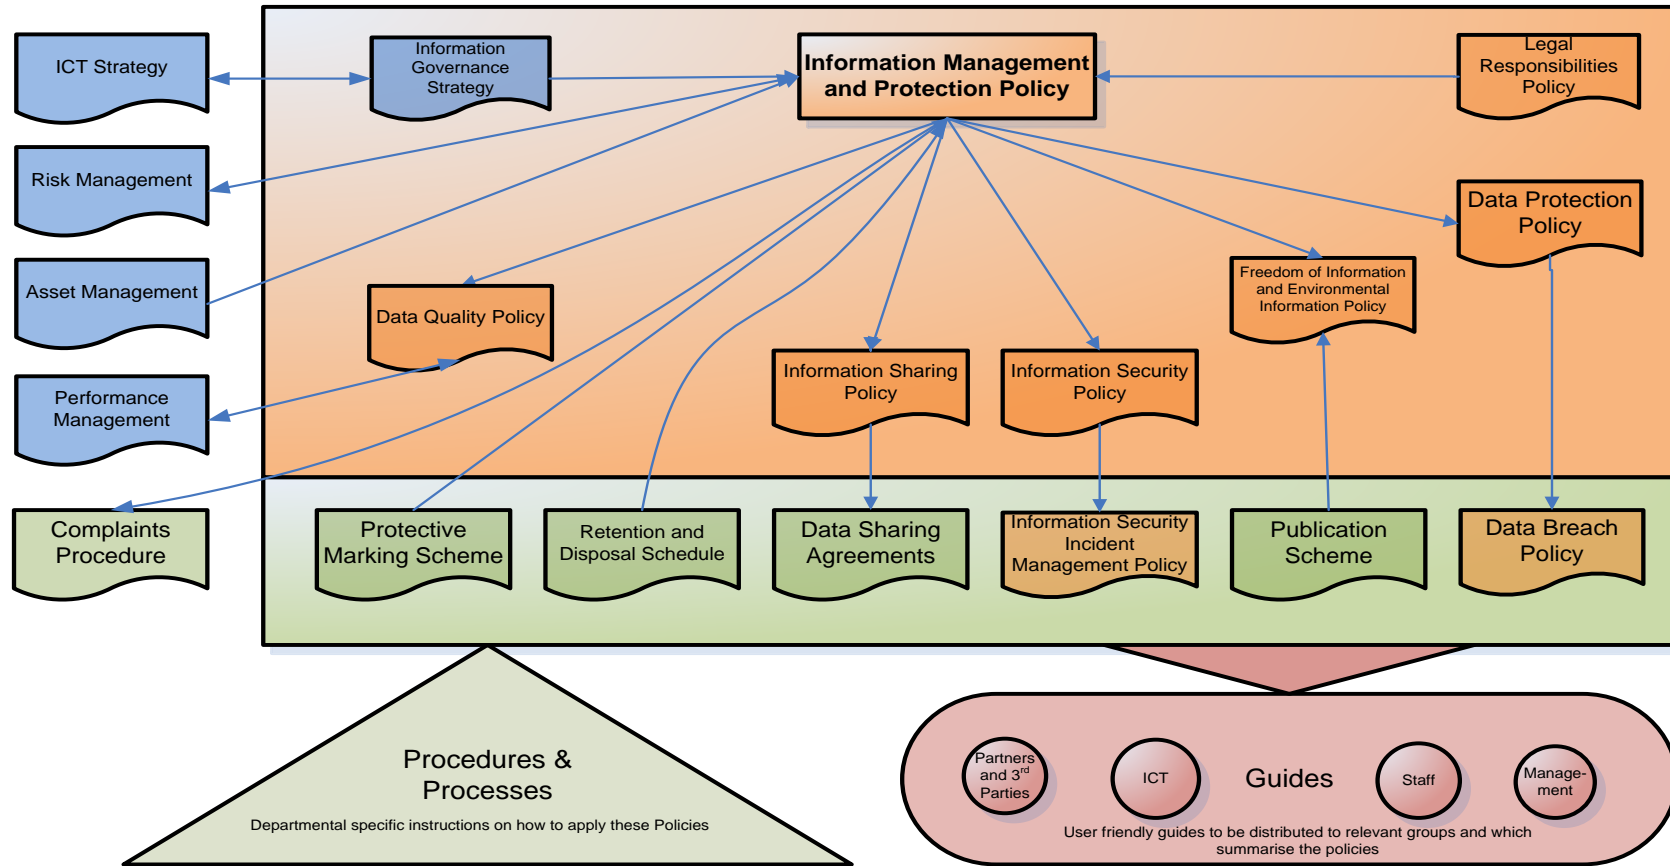 ICT Strategy
Information
Governance
Strategy
Information Management
and Protection Policy
Legal
Responsibilities
Policy
Risk Management
Data Protection
Policy
Asset Management
Data Quality Policy
Freedom of Information
and Environmental
Information Policy
Performance
Management
Information Sharing
Policy
Information Security
Policy
Complaints
Procedure
Protective
Marking Scheme
Retention and
Disposal Schedule
Data Sharing
Agreements
Information Security
Incident
Management Policy
Publication
Scheme
Data Breach
Policy
Procedures &
Processes
Departmental specific instructions on how to apply these Policies
Partners
and 3rd
Parties
ICT
Guides
Staff
Manage-
ment
User friendly guides to be distributed to relevant groups and which
summarise the policies